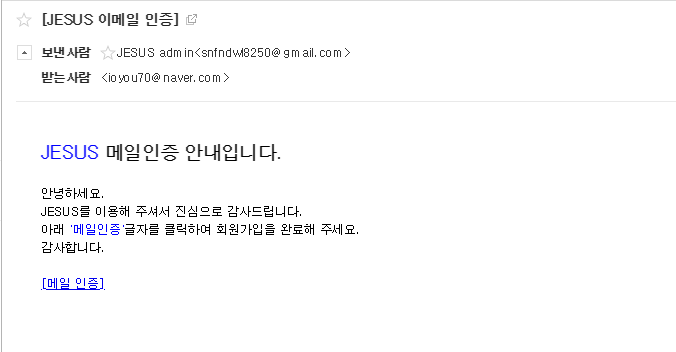 [JESUS 이메일 인증]
보낸사람 JESUS admin<snfndwl8250@gmail.com>
받는사람 <ioyou70@naver.com>
JESUS 메일인증 안내입니다.
안녕하세요.
JESUS를 이용해 주셔서 진심으로 감사드립니다.
아래 '메일인증'글자를 클릭하여 회원가입을 완료해 주세요.
감사합니다.
[메일 인증]